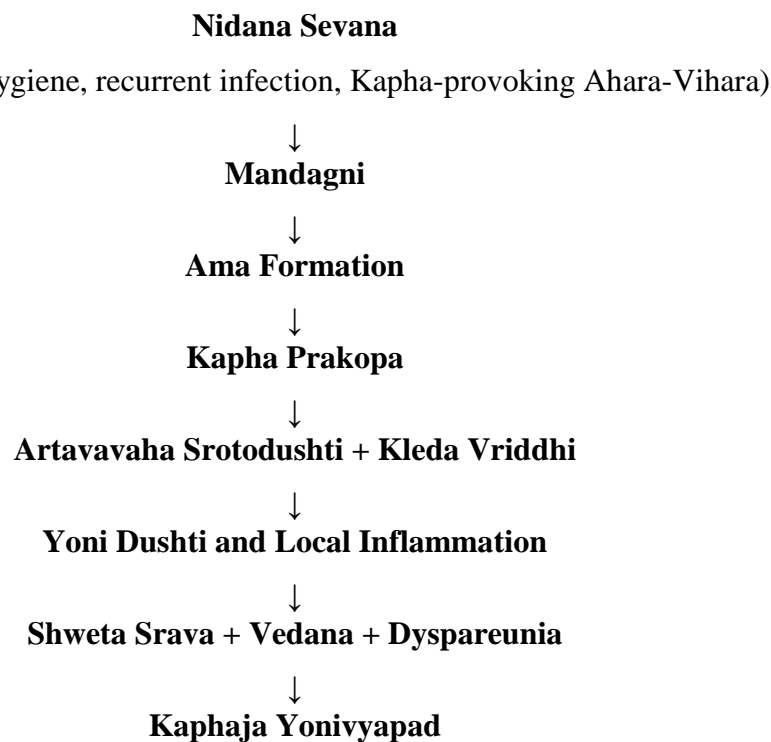 Nidana Sevana
recurrent infection, Kapha-provoking Ahara-Vihara)
↓
Mandagni
↓
Ama Formation
↓
Kapha Prakopa
↓
Artavavaha Srotodushti + Kleda Vriddhi
↓
Yoni Dushti and Local Inflammation
↓
Shweta Srava + Vedana + Dyspareunia
↓
Kaphaja Yonivyapad